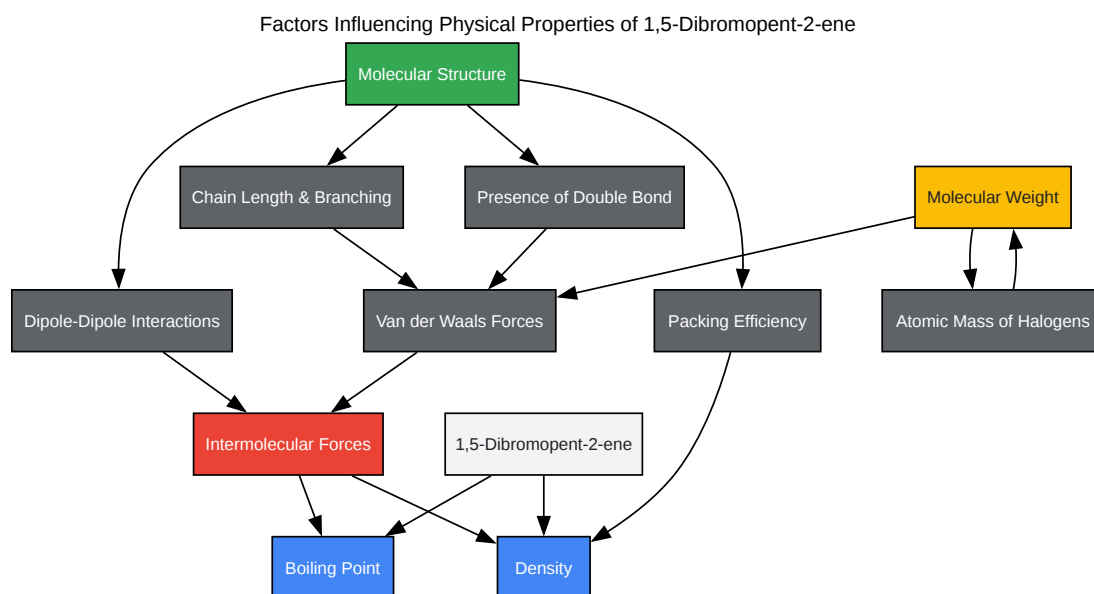 Factors Influencing Physical Properties of 1,5-Dibromopent-2-ene
Molecular Structure
Chain Length & Branching
Presence of Double Bond
Molecular Weight
Dipole-Dipole Interactions
Van der Waals Forces
Packing Efficiency
Atomic Mass of Halogens
Intermolecular Forces
1,5-Dibromopent-2-ene
Boiling Point
Density